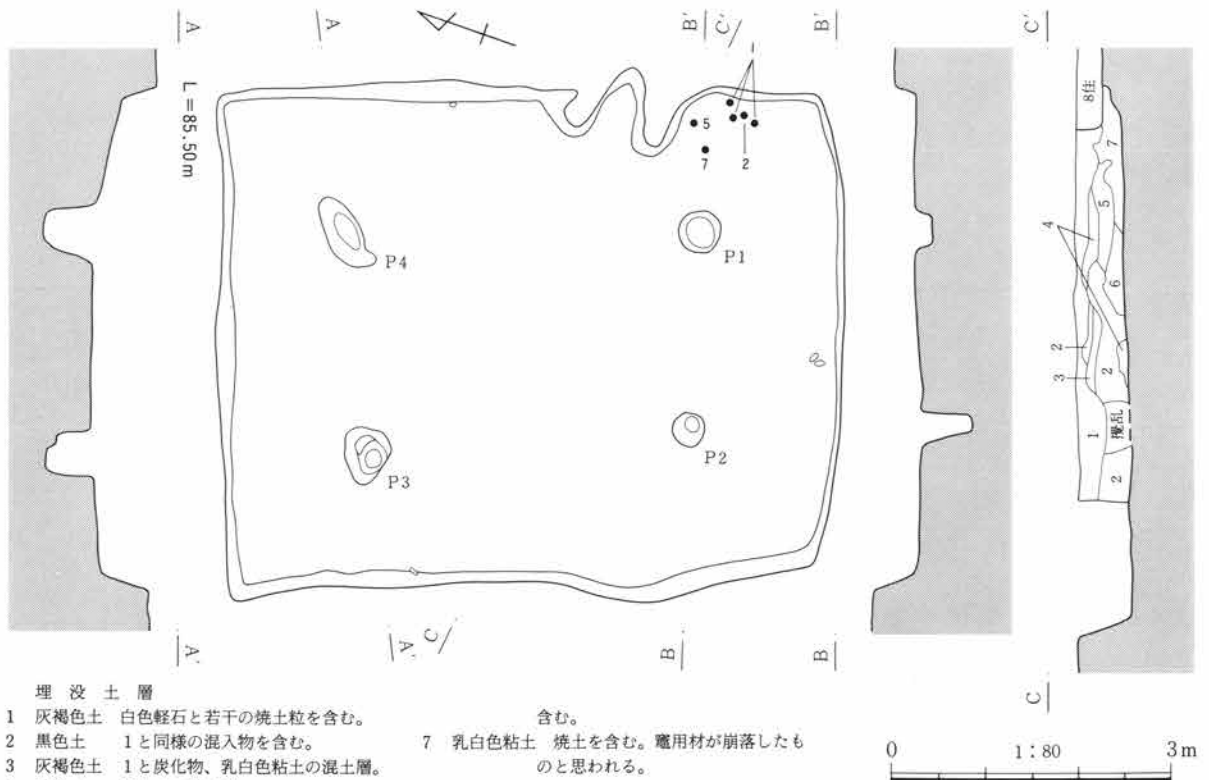 A A B' C' B' C'
1
L=85.50m
8住
5
7
2
7
5
4
P4
P1
6
2
3
2
1
攪乱
P3
P2
2
A' A' C B B C
埋没土層
1 灰褐色土 白色軽石と若干の焼土粒を含む。
2 黒色土 1と同様の混入物を含む。
3 灰褐色土 1と炭化物、乳白色粘土の混土層。
含む。
7 乳白色粘土 焼土を含む。竈用材が崩落したも
のと思われる。
0 1:80 3m